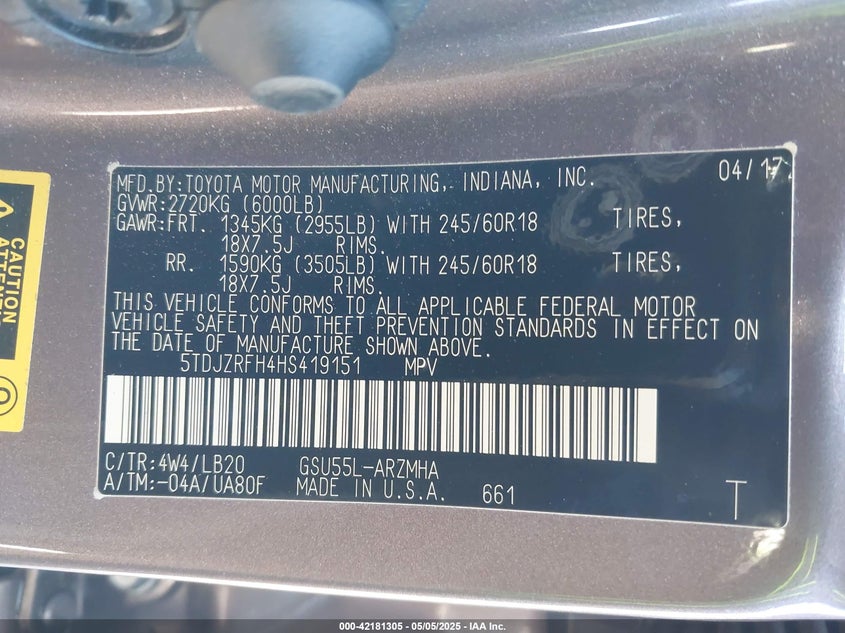 MFD.BY:TOYOTA MOTOR MANUFACTURING, INDIANA, INC. 04/17
GVWR:2720KG (6000LB)
GAWR:FRT. 1345KG (2955LB) WITH 245/60R18 TIRES,
18X7.5J RIMS.
RR. 1590KG (3505LB) WITH 245/60R18 TIRES,
18X7.5J RIMS.
THIS VEHICLE CONFORMS TO ALL APPLICABLE FEDERAL MOTOR
VEHICLE SAFETY AND THEFT PREVENTION STANDARDS IN EFFECT ON
THE DATE OF MANUFACTURE SHOWN ABOVE.
5TDJZRFH4HS419151 MPV
C/TR:4W4/LB20 GSU55L-ARZMHA
A/TM:-04A/UA80F MADE IN U.S.A. 661 T
CAUTION
000-42181305 - 05/05/2025 - IAA Inc.